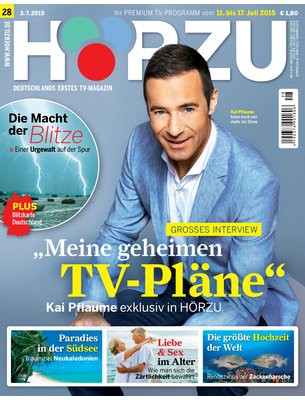 28
3.7.2015
Ihr PREMIUM TV-PROGRAMM vom 11. bis 17. Juli 2015
€ 1,80
WWW.HOERZU.DE
HÖRZU
DEUTSCHLANDS ERSTES TV-MAGAZIN
Die Macht
der Blitze
Einer Urgewalt auf der Spur
PLUS
Blitzkarte
Deutschland
Kai Pflaume
kann noch viel
mehr als Show
GROSSES INTERVIEW
„Meine geheimen
TV-Pläne“
Kai Pflaume exklusiv in HÖRZU
Paradies
in der Südsee
Traumziel Neukaledonien
Liebe
& Sex
im Alter
Wie man sich die
Zärtlichkeit bewahrt
Die größte Hochzeit
der Welt
Rendezvous der Zackenbarsche